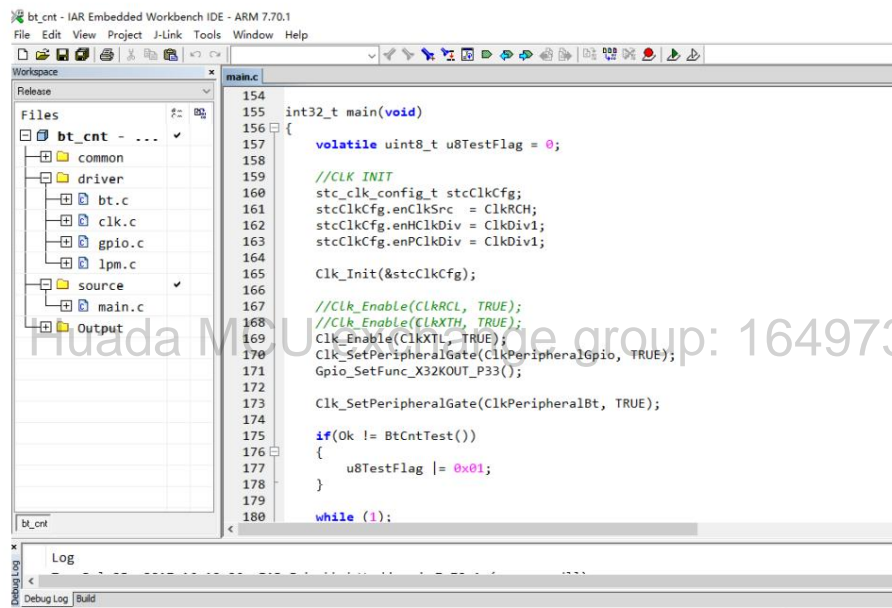 bt_cnt - IAR Embedded Workbench IDE - ARM 7.70.1
File Edit View Project J-Link Tools Window Help
Workspace
main.c
Release
Files
bt_cnt - ...
common
driver
bt.c
clk.c
gpio.c
lpm.c
source
main.c
Output
bt_cnt
154
155 int32_t main(void)
156 {
157 volatile uint8_t u8TestFlag = 0;
158
159 //CLK INIT
160 stc_clk_config_t stcClkCfg;
161 stcClkCfg.enClkSrc = ClkRCH;
162 stcClkCfg.enHClkDiv = ClkDiv1;
163 stcClkCfg.enPClkDiv = ClkDiv1;
164
165 Clk_Init(&stcClkCfg);
166
167 //Clk_Enable(ClkRCL, TRUE);
168 //Clk_Enable(ClkXTH, TRUE);
169 Clk_Enable(ClkXTL, TRUE);
170 Clk_SetPeripheralGate(ClkPeripheralGpio, TRUE);
171 Gpio_SetFunc_X32KOUT_P33();
172
173 Clk_SetPeripheralGate(ClkPeripheralBt, TRUE);
174
175 if(Ok != BtCntTest())
176 {
177 u8TestFlag |= 0x01;
178 }
179
180 while (1);
Huada MCU exchange group: 164973
Log
Debug Log
Debug Log Build